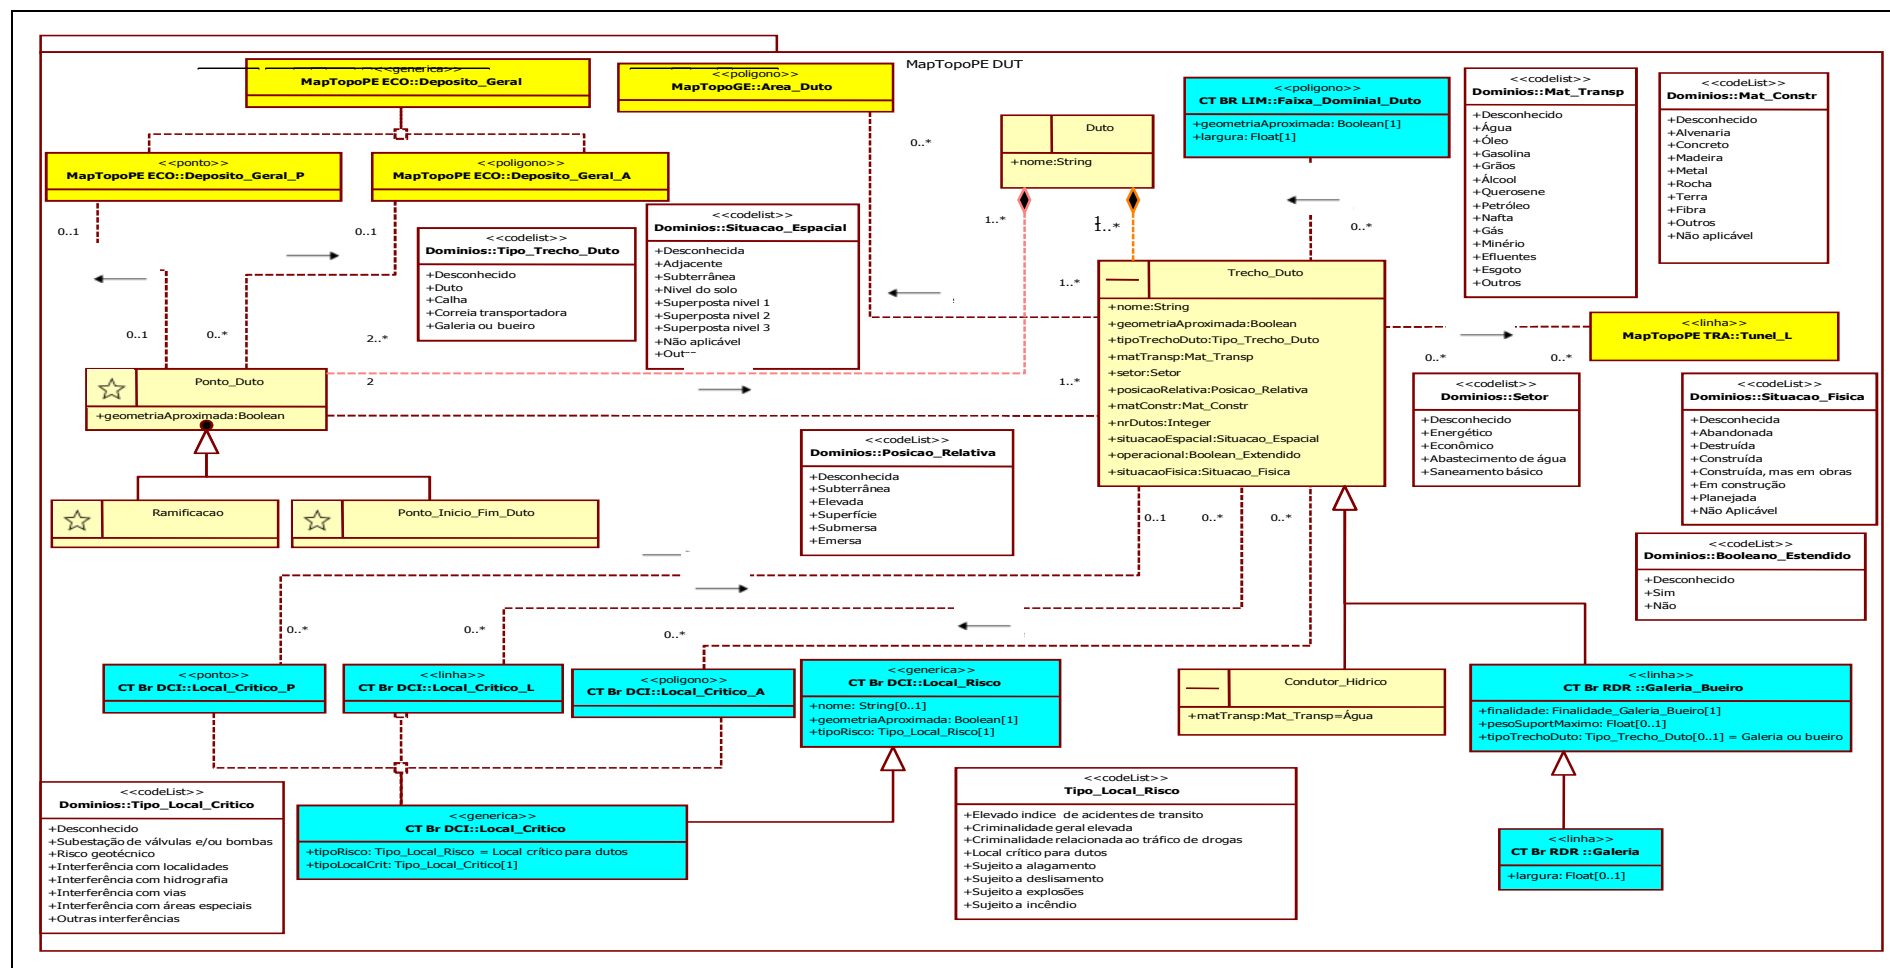 MapTopoPE DUT
<<generica>>
MapTopoPE ECO::Deposito_Geral
<<poligono>>
MapTopoGE::Area_Duto
<<ponto>>
MapTopoPE ECO::Deposito_Geral_P
<<poligono>>
MapTopoPE ECO::Deposito_Geral_A
Duto
+nome:String
<<poligono>>
CT BR LIM::Faixa_Dominial_Duto
+geometriaAproximada: Boolean[1]
+largura: Float[1]
<<codelist>>
Dominios::Mat_Transp
+Desconhecido
+Água
+Óleo
+Gasolina
+Grãos
+Álcool
+Querosene
+Petróleo
+Nafta
+Gás
+Minério
+Efluentes
+Esgoto
+Outros
<<codeList>>
Dominios::Mat_Constr
+Desconhecido
+Alvenaria
+Concreto
+Madeira
+Metal
+Rocha
+Terra
+Fibra
+Outros
+Não aplicável
0..*
0..1
0..1
1..*
1
1..*
0..*
<<codelist>>
Dominios::Tipo_Trecho_Duto
+Desconhecido
+Duto
+Calha
+Correia transportadora
+Galeria ou bueiro
<<codelist>>
Dominios::Situacao_Espacial
+Desconhecida
+Adjacente
+Subterrânea
+Nivel do solo
+Superposta nivel 1
+Superposta nivel 2
+Superposta nivel 3
+Não aplicável
0..1
0..*
2..*
2
1..*
1..*
Trecho_Duto
+nome:String
+geometriaAproximada:Boolean
+tipoTrechoDuto:Tipo_Trecho_Duto
+matTransp:Mat_Transp
+setor:Setor
+posicaoRelativa:Posicao_Relativa
+matConstr:Mat_Constr
+nrDutos:Integer
+situacaoEspacial:Situacao_Espacial
+operacional:Boolean_Extendido
+situacaoFisica:Situacao_Fisica
<<linha>>
MapTopoPE TRA::Tunel_L
0..*
0..*
Ponto_Duto
+geometriaAproximada:Boolean
Ramificacao
Ponto_Inicio_Fim_Duto
<<codeList>>
Dominios::Posicao_Relativa
+Desconhecida
+Subterrânea
+Elevada
+Superfície
+Submersa
+Emersa
<<codeList>>
Dominios::Setor
+Desconhecido
+Energético
+Econômico
+Abastecimento de água
+Saneamento básico
<<codeList>>
Dominios::Situacao_Fisica
+Desconhecida
+Abandonada
+Destruída
+Construída
+Construída, mas em obras
+Em construção
+Planejada
+Não Aplicável
<<codeList>>
Dominios::Booleano_Estendido
+Desconhecido
+Sim
+Não
0..1
0..*
0..*
0..*
0..*
0..*
<<ponto>>
CT Br DCI::Local_Critico_P
<<linha>>
CT Br DCI::Local_Critico_L
<<poligono>>
CT Br DCI::Local_Critico_A
<<generica>>
CT Br DCI::Local_Risco
+nome: String[0..1]
+geometriaAproximada: Boolean[1]
+tipoRisco: Tipo_Local_Risco[1]
Condutor_Hidrico
+matTransp:Mat_Transp=Água
<<linha>>
CT Br RDR ::Galeria_Bueiro
+finalidade: Finalidade_Galeria_Bueiro[1]
+pesoSuportMaximo: Float[0..1]
+tipoTrechoDuto: Tipo_Trecho_Duto[0..1] = Galeria ou bueiro
<<codeList>>
Dominios::Tipo_Local_Critico
+Desconhecido
+Subestação de válvulas e/ou bombas
+Risco geotécnico
+Interferência com localidades
+Interferência com hidrografia
+Interferência com vias
+Interferência com áreas especiais
+Outras interferências
<<generica>>
CT Br DCI::Local_Critico
+tipoRisco: Tipo_Local_Risco = Local crítico para dutos
+tipoLocalCrit: Tipo_Local_Critico[1]
<<codeList>>
Tipo_Local_Risco
+Elevado indice de acidentes de transito
+Criminalidade geral elevada
+Criminalidade relacionada ao tráfico de drogas
+Local crítico para dutos
+Sujeito a alagamento
+Sujeito a deslisamento
+Sujeito a explosões
+Sujeito a incêndio
<<linha>>
CT Br RDR ::Galeria
+largura: Float[0..1]